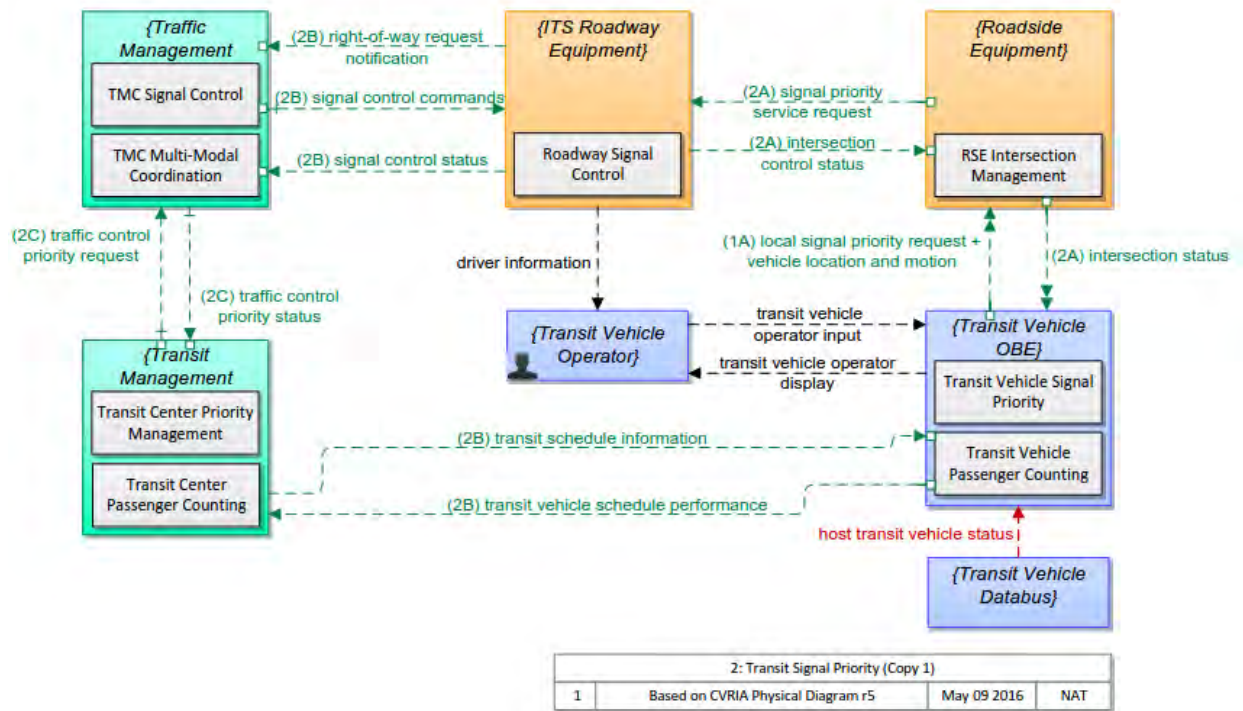 {Traffic
Management
TMC Signal Control
TMC Multi-Modal
Coordination
(2B) right-of-way request
notification
(2B) signal control commands
(2B) signal control status
{ITS Roadway
Equipment}
Roadway Signal
Control
(2A) signal priority
service request
(2A) intersection
control status
{Roadside
Equipment}
RSE Intersection
Management
(2C) traffic control
priority request
(2C) traffic control
priority status
driver information
(1A) local signal priority request +
vehicle location and motion
(2A) intersection status
{Transit
Management
Transit Center Priority
Management
Transit Center
Passenger Counting
{Transit Vehicle
Operator}
transit vehicle
operator input
transit vehicle operator
display
{Transit Vehicle
OBE}
Transit Vehicle Signal
Priority
Transit Vehicle
Passenger Counting
(2B) transit schedule information
(2B) transit vehicle schedule performance
host transit vehicle status
{Transit Vehicle
Databus}
2: Transit Signal Priority (Copy 1)
1 Based on CVRIA Physical Diagram r5 May 09 2016 NAT